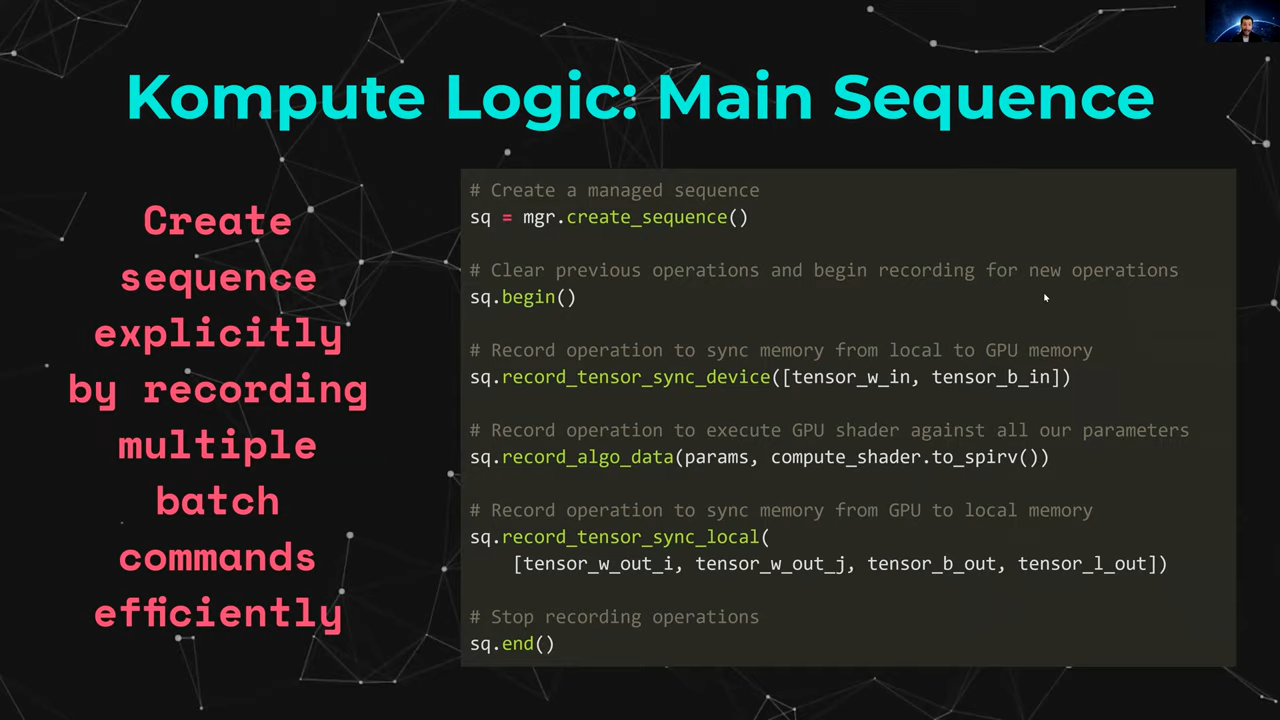 Kompute Logic: Main Sequence
Create
sequence
explicitly
by recording
multiple
batch
commands
efficiently
# Create a managed sequence
sq = mgr.create_sequence()
# Clear previous operations and begin recording for new operations
sq.begin()
# Record operation to sync memory from local to GPU memory
sq.record_tensor_sync_device([tensor_w_in, tensor_b_in])
# Record operation to execute GPU shader against all our parameters
sq.record_algo_data(params, compute_shader.to_spirv())
# Record operation to sync memory from GPU to local memory
sq.record_tensor_sync_local(
[tensor_w_out_i, tensor_w_out_j, tensor_b_out, tensor_l_out])
# Stop recording operations
sq.end()